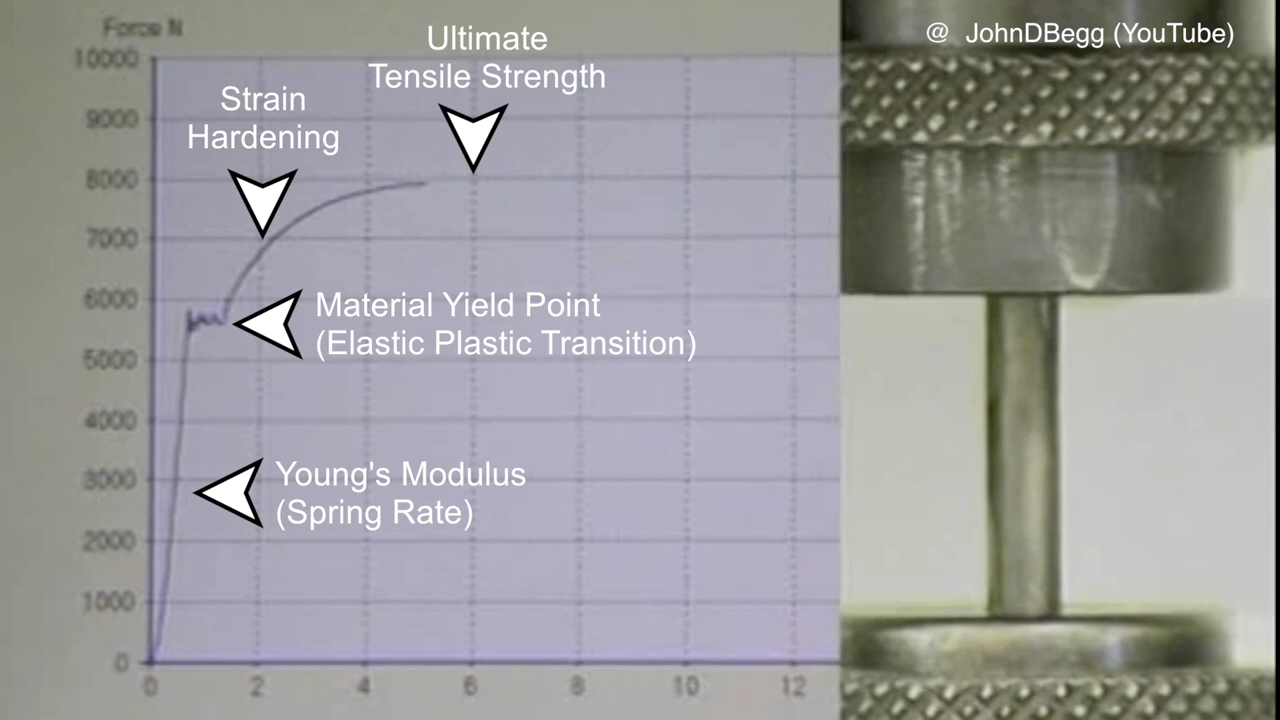 Force N
@ JohnDBegg (YouTube)
Ultimate
Tensile Strength
Strain
Hardening
Material Yield Point
(Elastic Plastic Transition)
Young's Modulus
(Spring Rate)
10000
9000
8000
7000
6000
5000
4000
3000
2000
1000
0
0 2 4 6 8 10 12